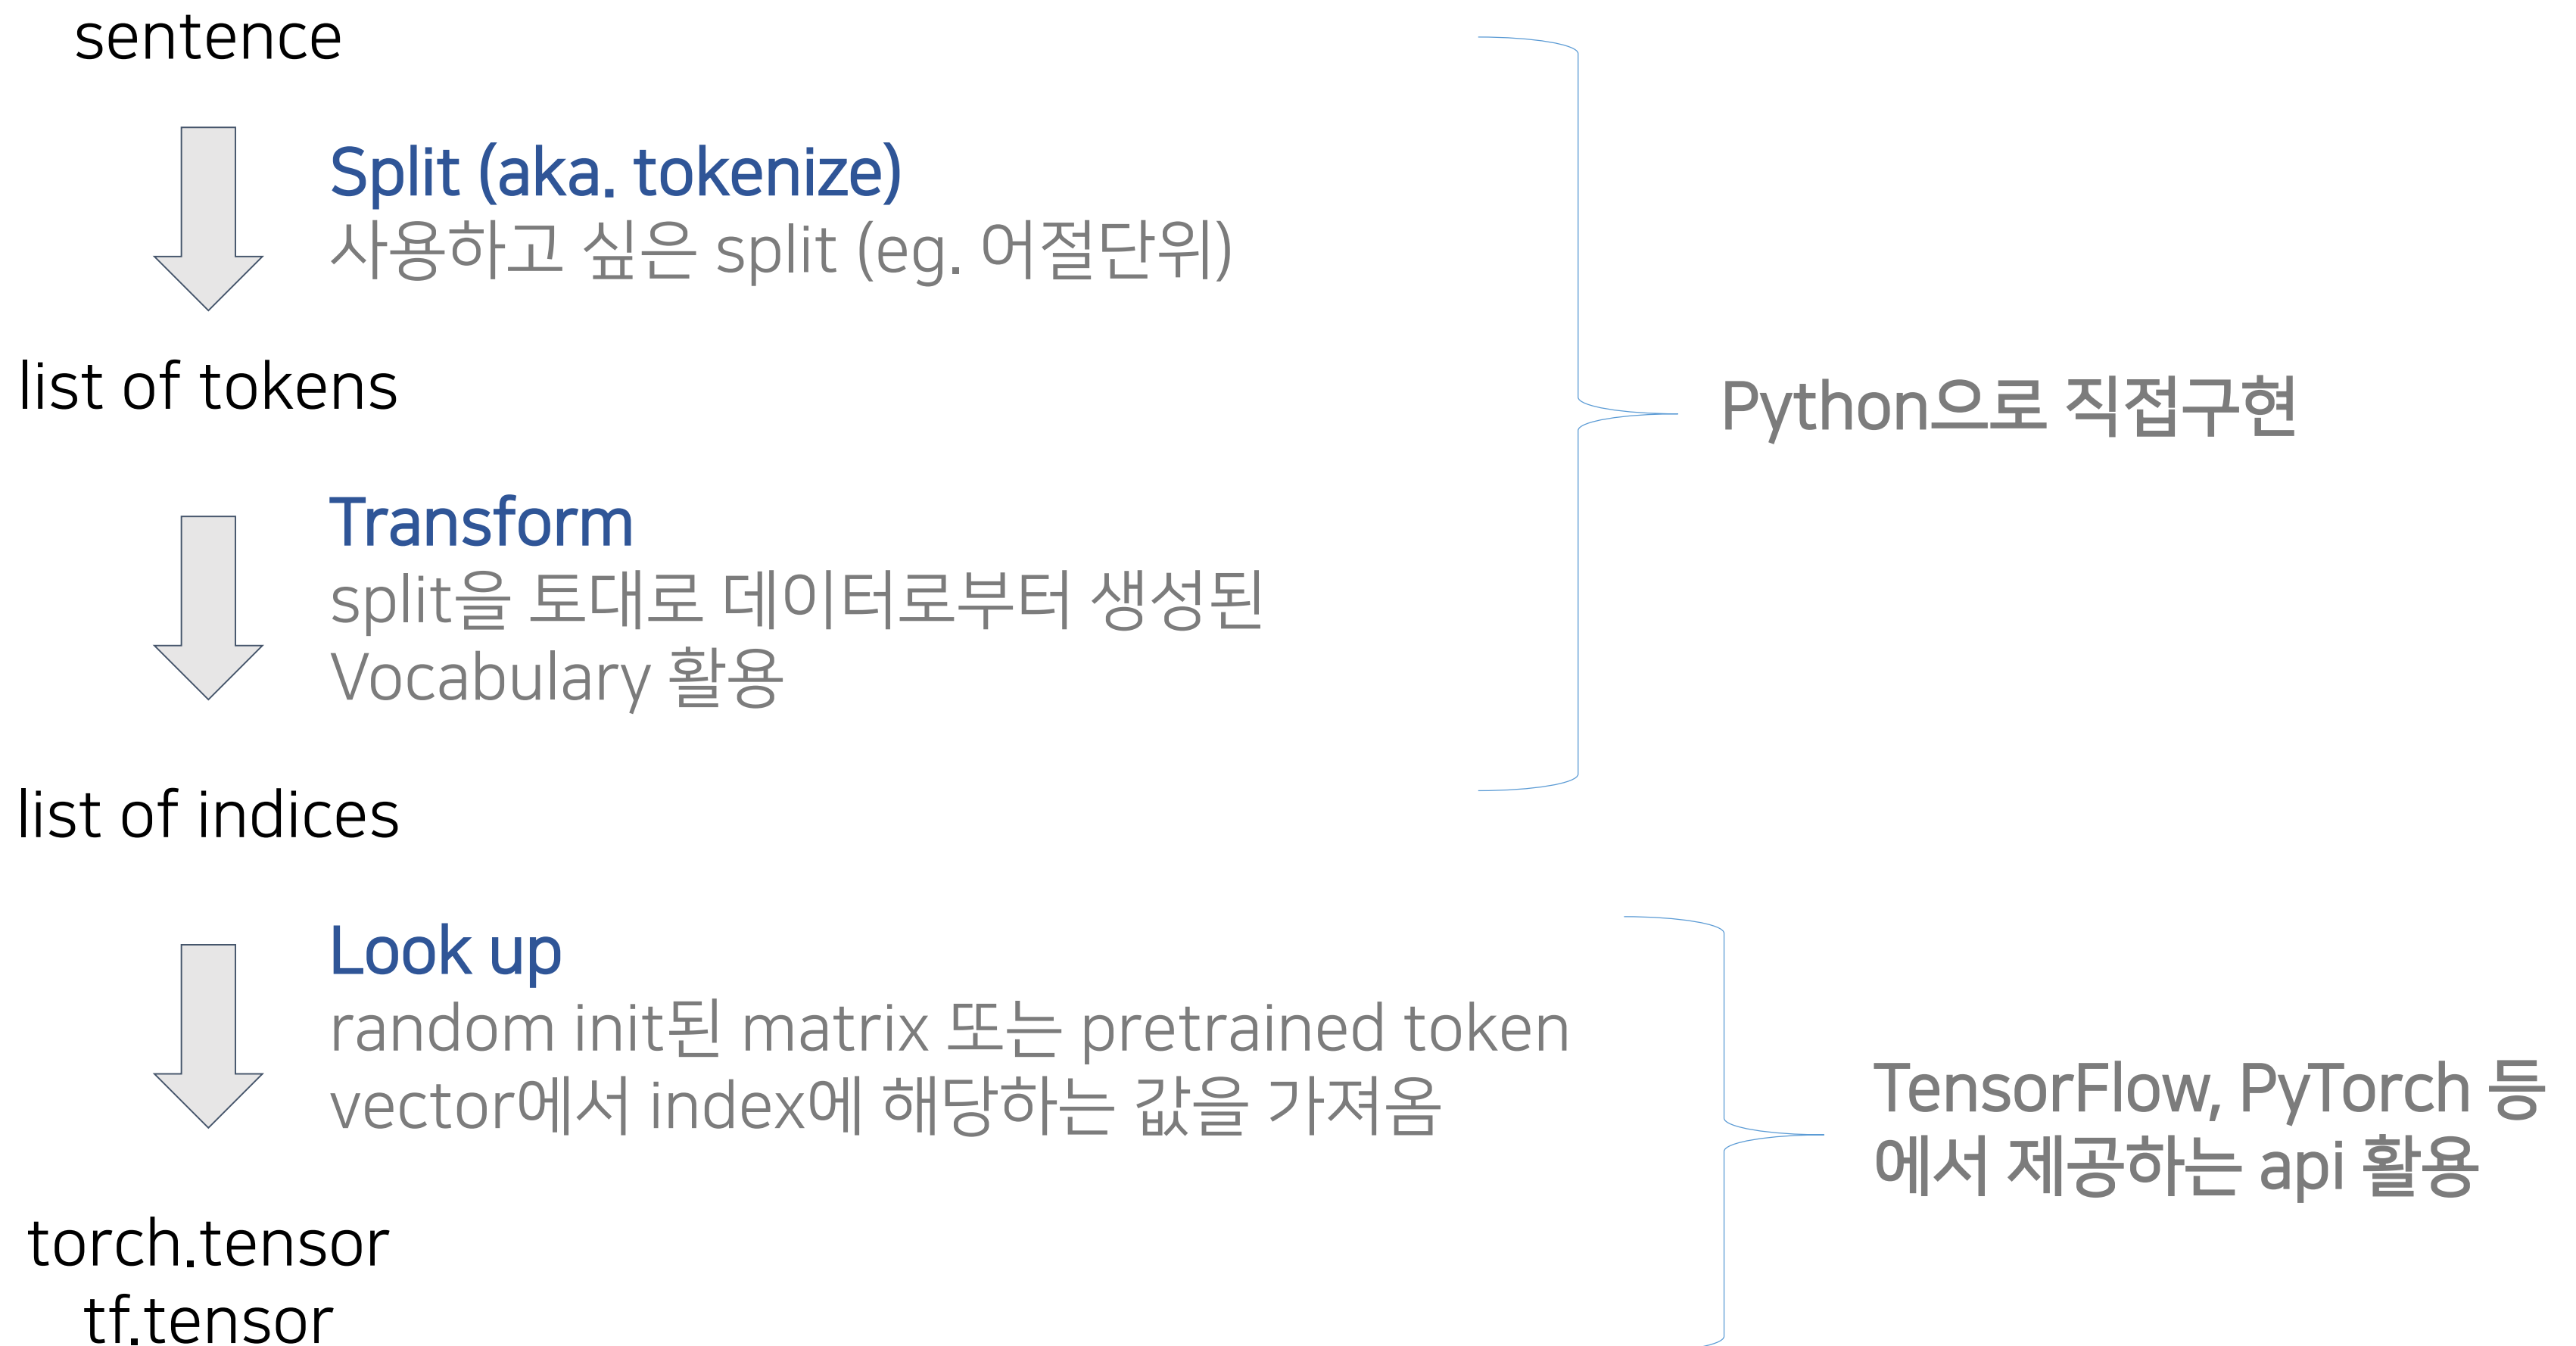 sentence
Split (aka. tokenize)
사용하고 싶은 split (eg. 어절단위)
list of tokens
Python으로 직접구현
Transform
split을 토대로 데이터로부터 생성된
Vocabulary 활용
list of indices
Look up
random init된 matrix 또는 pretrained token
vector에서 index에 해당하는 값을 가져옴
TensorFlow, PyTorch 등
에서 제공하는 api 활용
torch.tensor
tf.tensor